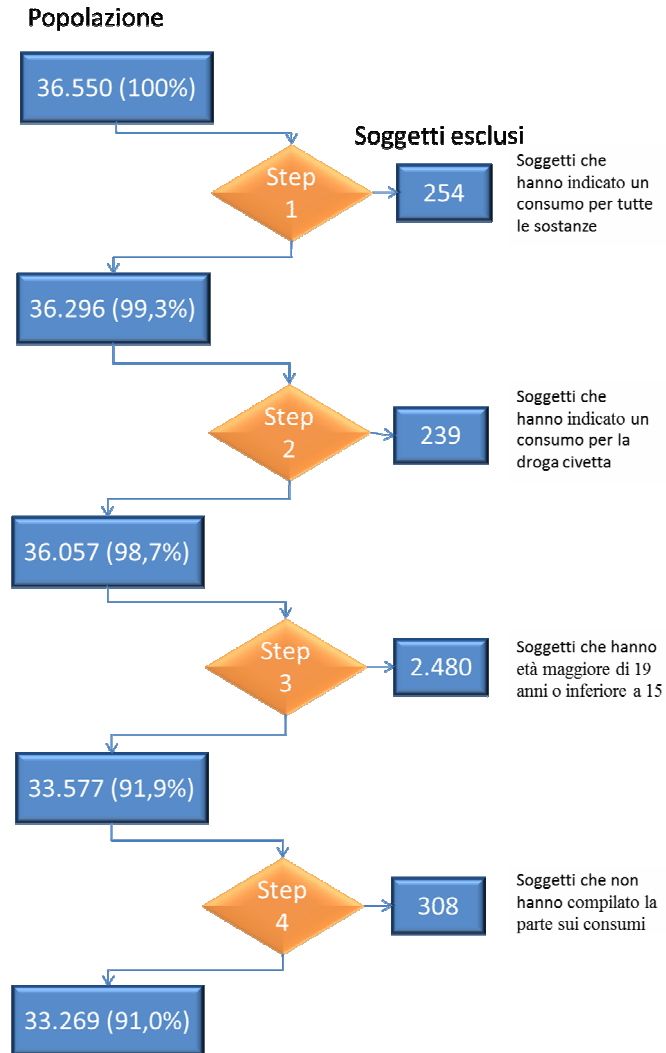 Popolazione
36.550 (100%)
Soggetti esclusi
Step
1
254
Soggetti che
hanno indicato un
consumo per tutte
le sostanze
36.296 (99,3%)
Step
2
239
Soggetti che
hanno indicato un
consumo per la
droga civetta
36.057 (98,7%)
Step
3
2.480
Soggetti che hanno
età maggiore di 19
anni o inferiore a 15
33.577 (91,9%)
Step
4
308
Soggetti che non
hanno compilato la
parte sui consumi
33.269 (91,0%)